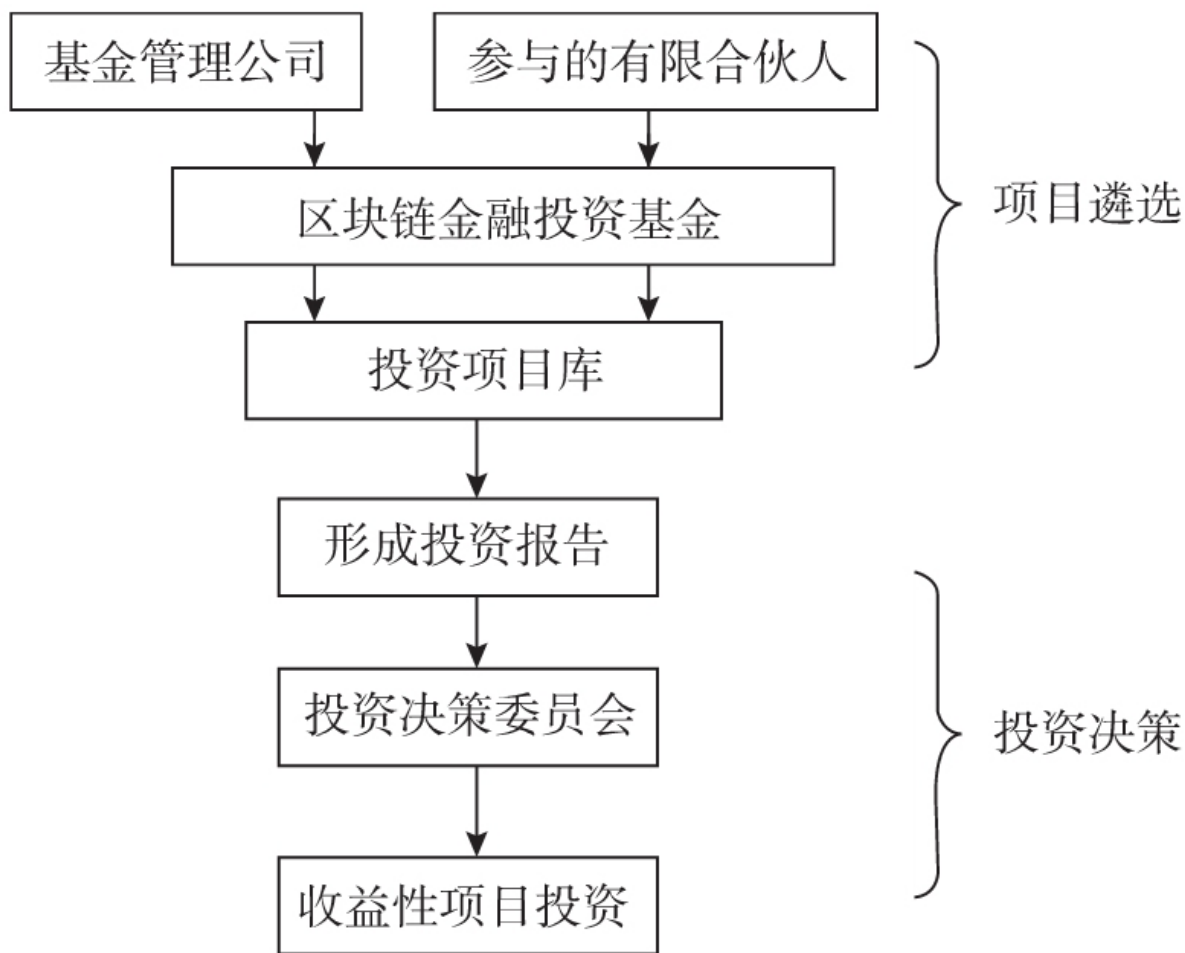 基金管理公司
参与的有限合伙人
区块链金融投资基金
项目遴选
投资项目库
形成投资报告
投资决策委员会
投资决策
收益性项目投资